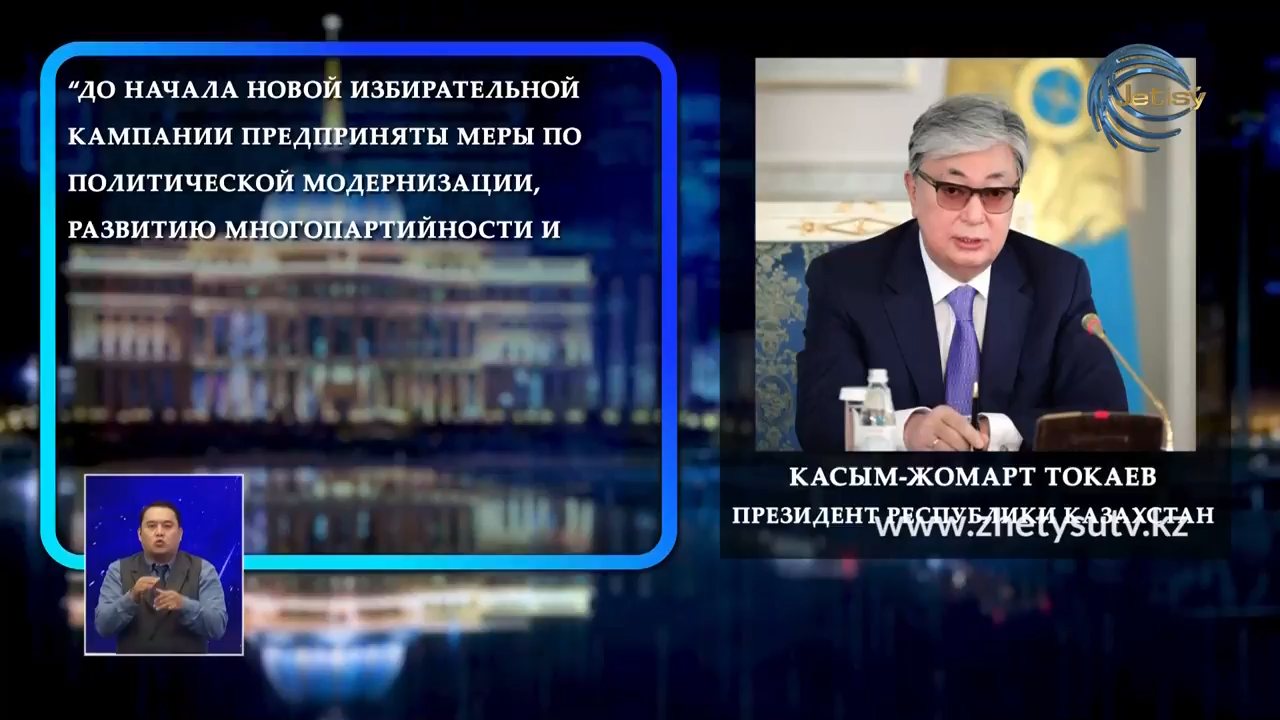 “ДО НАЧАЛА НОВОЙ ИЗБИРАТЕЛЬНОЙ
КАМПАНИИ ПРЕДПРИНЯТЫ МЕРЫ ПО
ПОЛИТИЧЕСКОЙ МОДЕРНИЗАЦИИ,
РАЗВИТИЮ МНОГОПАРТИЙНОСТИ И
Jetisý
КАСЫМ-ЖОМАРТ ТОКАЕВ
ПРЕЗИДЕНТ РЕСПУБЛИКИ КАЗАХСТАН
www.zhetysutv.kz